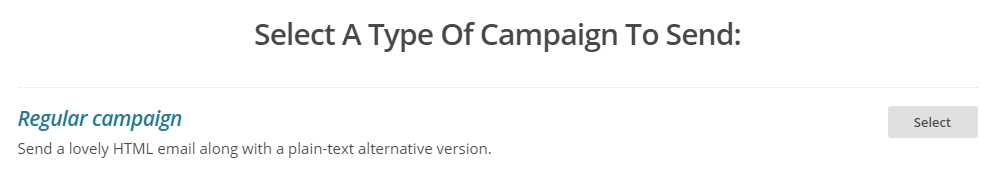 Select A Type Of Campaign To Send:
Regular campaign
Select
Send a lovely HTML email along with a plain-text alternative version.